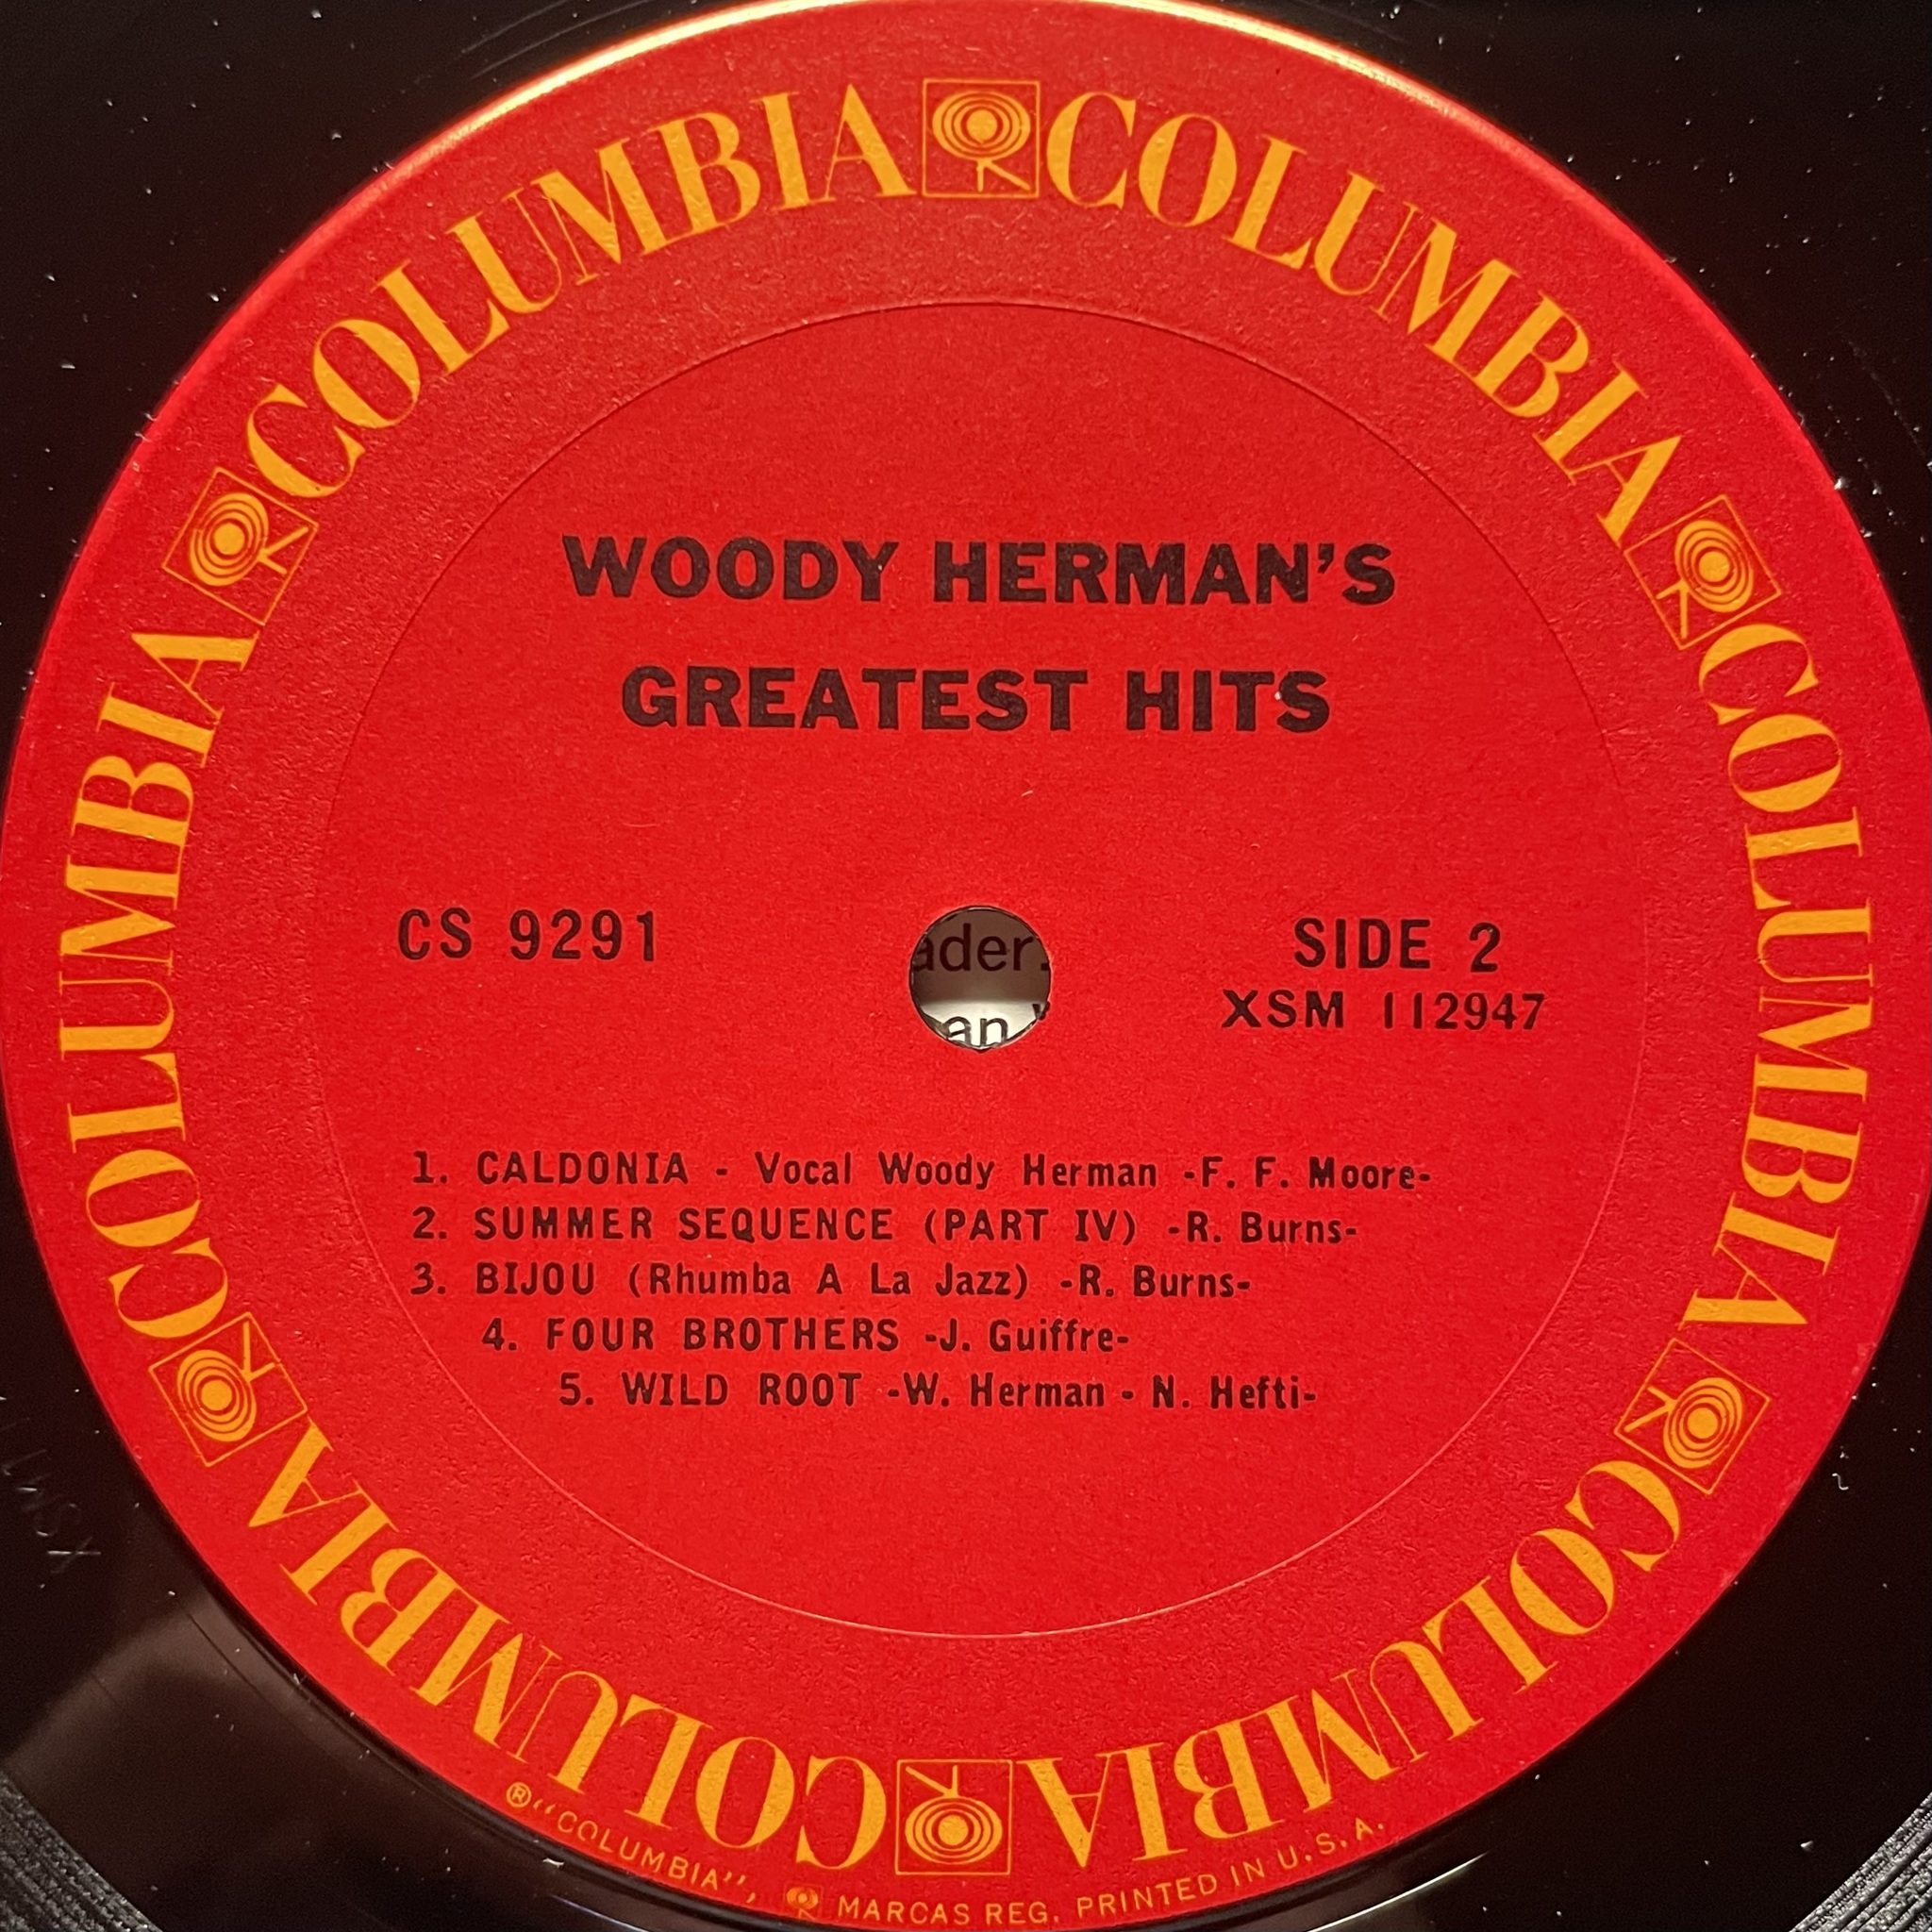 COLUMBIA COLUMBIA COLUMBIA COLUMBIA COLUMBIA COLUMBIA
WOODY HERMAN'S
GREATEST HITS
CS 9291
SIDE 2
XSM 112947
ader.
an"
1. CALDONIA - Vocal Woody Herman -F. F. Moore-
2. SUMMER SEQUENCE (PART IV) -R. Burns-
3. BIJOU (Rhumba A La Jazz) -R. Burns-
4. FOUR BROTHERS -J. Guiffre-
5. WILD ROOT -W. Herman - N. Hefti-
® "COLUMBIA", MARCAS REG. PRINTED IN U.S.A.
XSM1